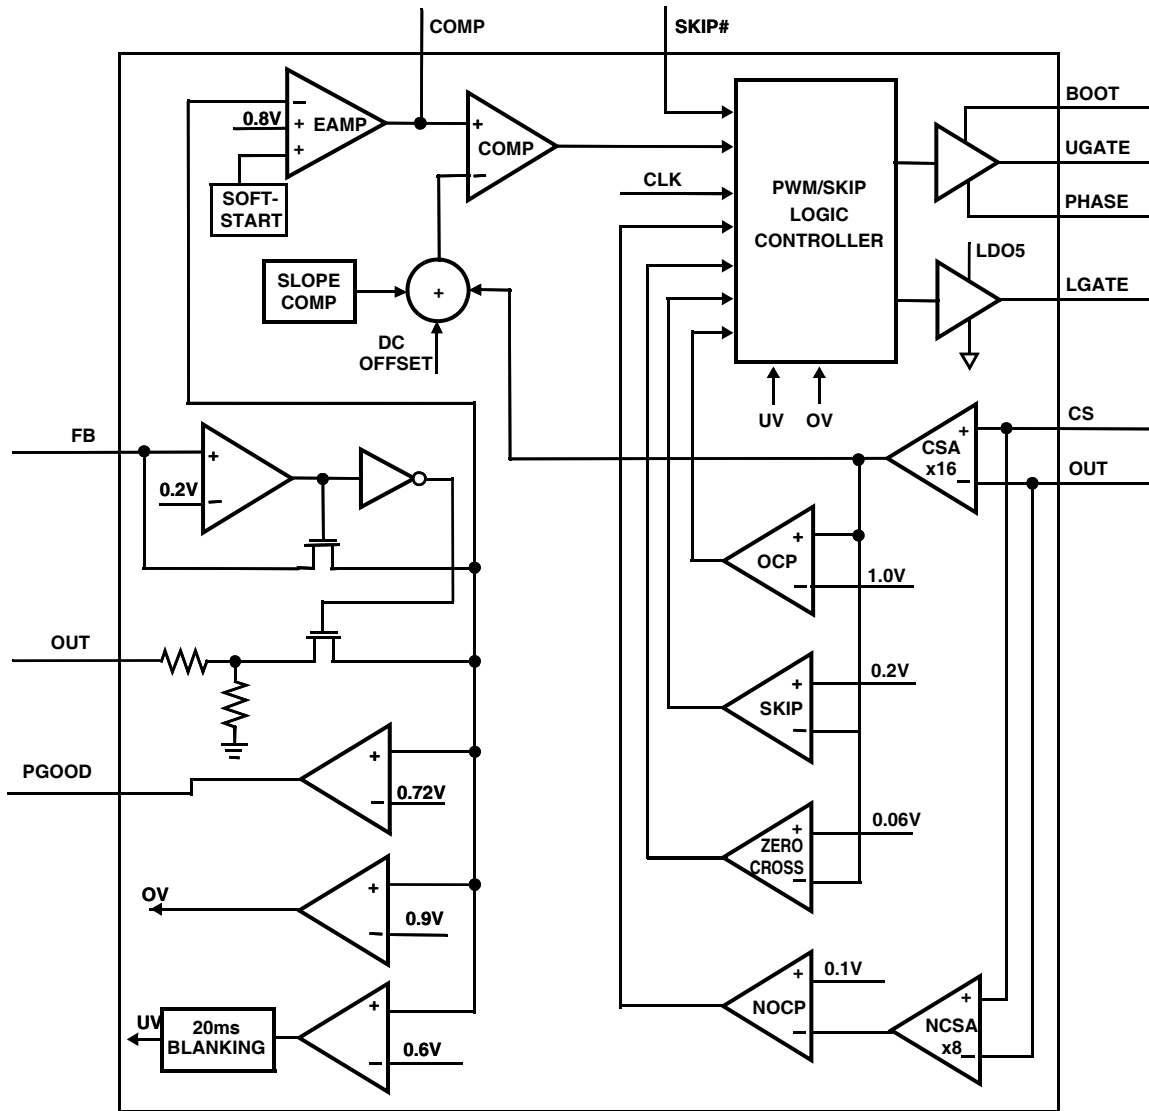 COMP
SKIP#
BOOT
UGATE
PHASE
LDO5
LGATE
CS
OUT
−
0.8V
+
+
EAMP
SOFT-
START
+
−
COMP
SLOPE
COMP
+
DC
OFFSET
CLK
PWM/SKIP
LOGIC
CONTROLLER
UV
OV
FB
+
0.2V
−
OUT
PGOOD
+
−
0.72V
OV
+
−
0.9V
UV
20ms
BLANKING
+
−
0.6V
+
CSA
x16
−
+
OCP
−
1.0V
+
0.2V
SKIP
−
+
0.06V
ZERO
CROSS
−
+
0.1V
NOCP
−
+
NCSA
x8
−